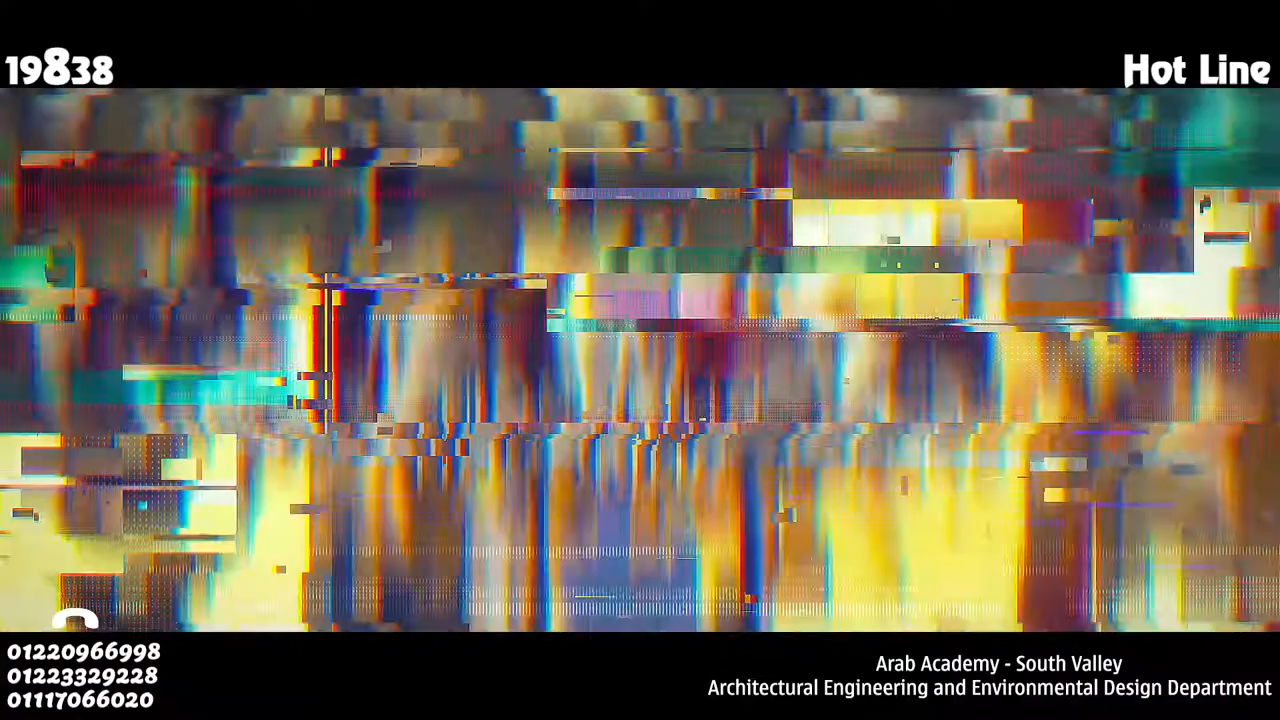 19838
Hot Line
01220966998
01223329228
01117066020
Arab Academy - South Valley
Architectural Engineering and Environmental Design Department